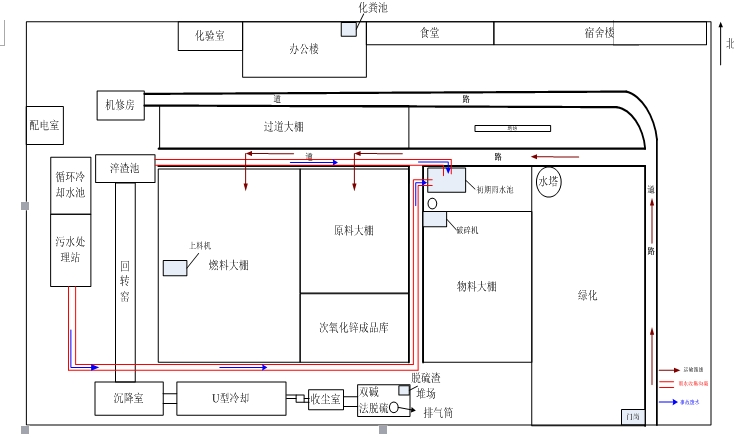 化粪池
化验室
办公楼
食堂
宿舍楼
北
机修房
道
路
配电室
过道大棚
淬渣池
道
路
循环冷
却水池
初期雨水池
水塔
道
污水处
理站
回
转
窑
上料机
燃料大棚
原料大棚
破碎机
物料大棚
绿化
路
次氧化锌成品库
沉降室
U型冷却
收尘室
双碱
法脱硫
脱硫渣
堆场
排气筒
门岗